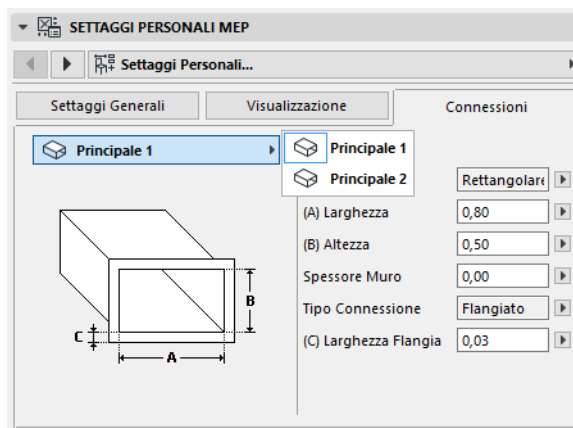 SETTAGGI PERSONALI MEP
Settaggi Personali...
Settaggi Generali
Visualizzazione
Connessioni
Principale 1
Principale 1
Principale 2
Rettangolare
(A) Larghezza
0,80
(B) Altezza
0,50
Spessore Muro
0,00
Tipo Connessione
Flangiato
(C) Larghezza Flangia
0,03
B
C
A